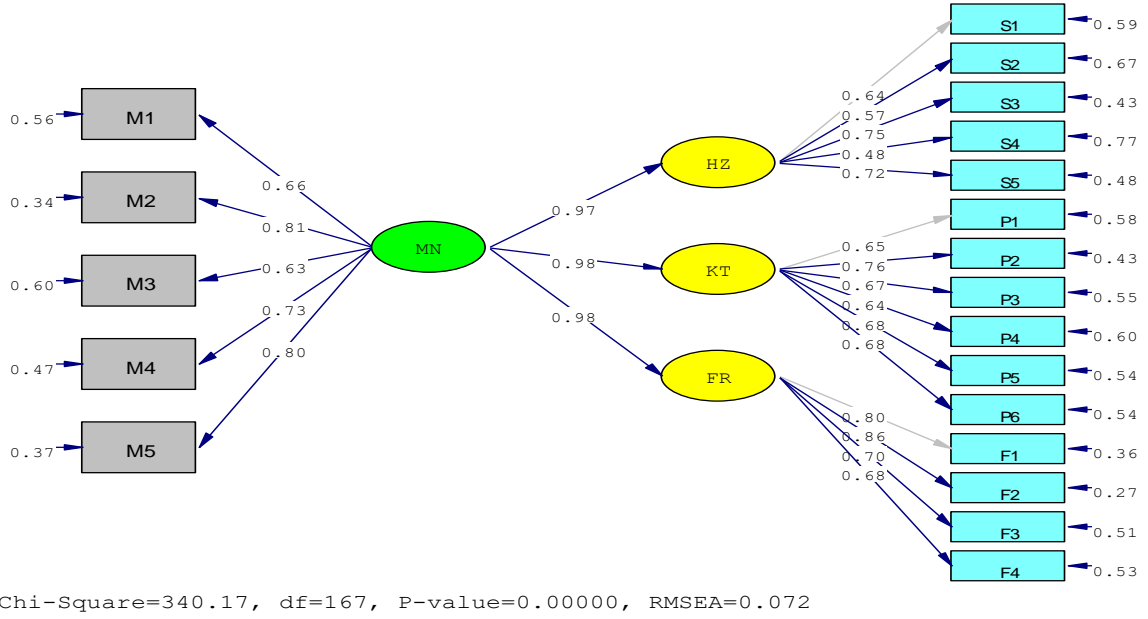 S1
0.59
S2
0.67
S3
0.43
S4
0.77
S5
0.48
P1
0.58
P2
0.43
P3
0.55
P4
0.60
P5
0.54
P6
0.54
F1
0.36
F2
0.27
F3
0.51
F4
0.53
0.64
0.57
0.75
0.48
0.72
0.65
0.76
0.67
0.64
0.68
0.68
0.80
0.86
0.70
0.68
HZ
KT
FR
0.97
0.98
0.98
MN
0.66
0.81
0.63
0.73
0.80
0.56
M1
0.34
M2
0.60
M3
0.47
M4
0.37
M5
Chi-Square=340.17, df=167, P-value=0.00000, RMSEA=0.072